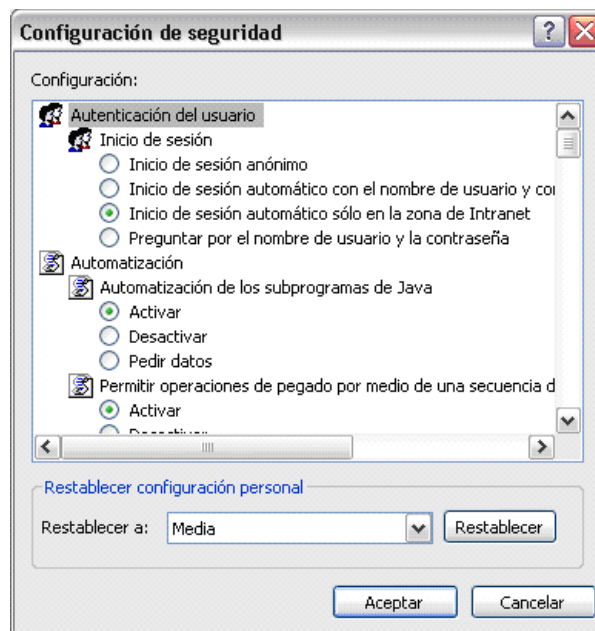 Configuración de seguridad
Configuración:
Autenticación del usuario
Inicio de sesión
Inicio de sesión anónimo
Inicio de sesión automático con el nombre de usuario y con
Inicio de sesión automático sólo en la zona de Intranet
Preguntar por el nombre de usuario y la contraseña
Automatización
Automatización de los subprogramas de Java
Activar
Desactivar
Pedir datos
Permitir operaciones de pegado por medio de una secuencia d
Activar
Restablecer configuración personal
Restablecer a: Media Restablecer
Aceptar Cancelar